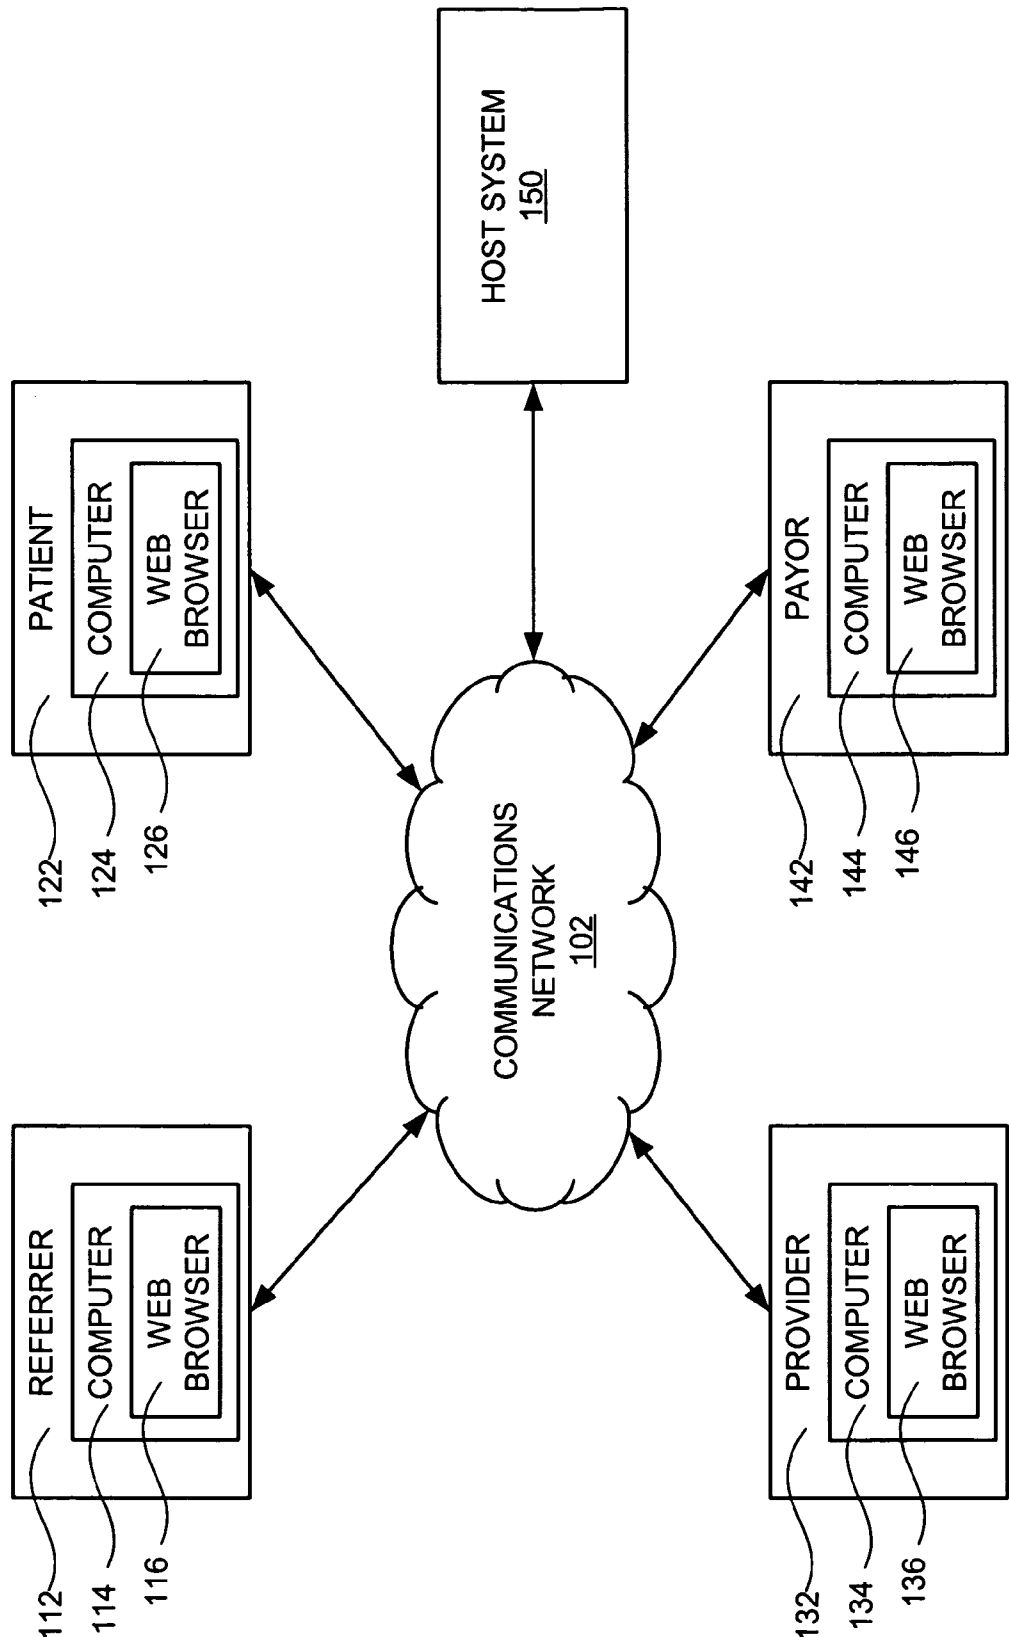 112
REFERRER
114
COMPUTER
116
WEB
BROWSER
122
PATIENT
124
COMPUTER
126
WEB
BROWSER
COMMUNICATIONS
NETWORK
102
HOST SYSTEM
150
132
PROVIDER
134
COMPUTER
136
WEB
BROWSER
142
PAYOR
144
COMPUTER
146
WEB
BROWSER